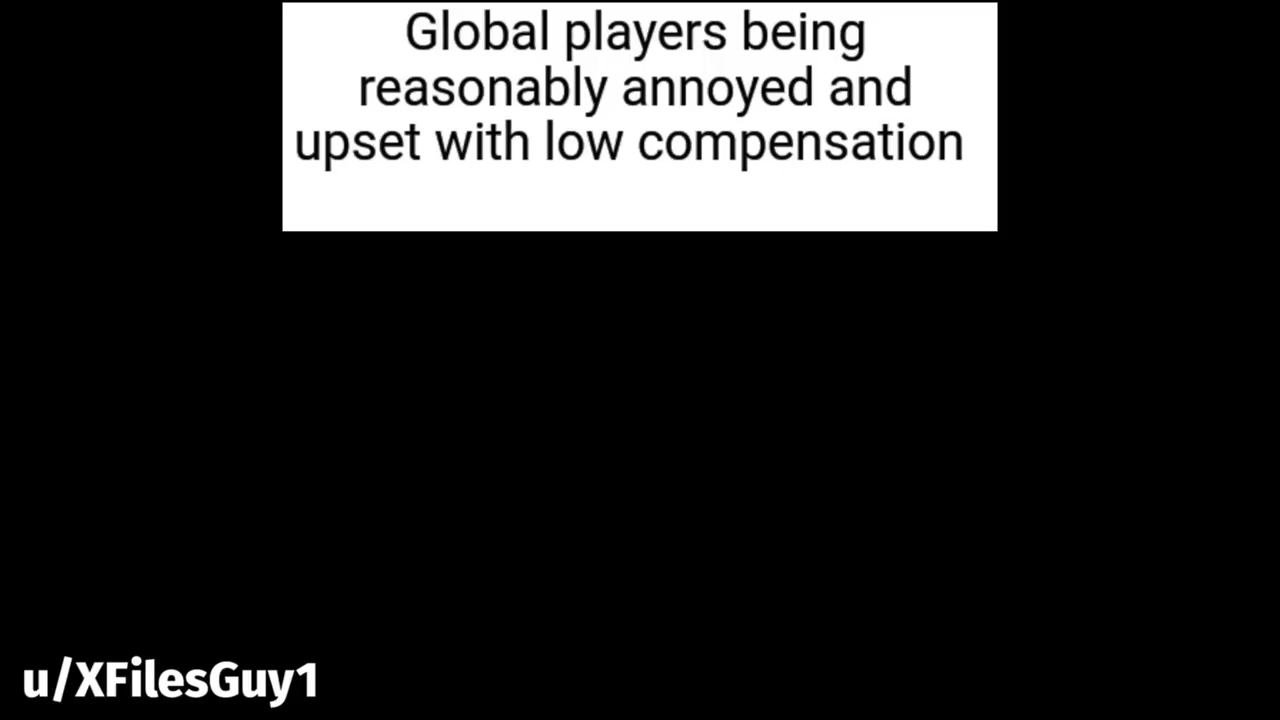 Global players being
reasonably annoyed and
upset with low compensation
u/XFilesGuy1